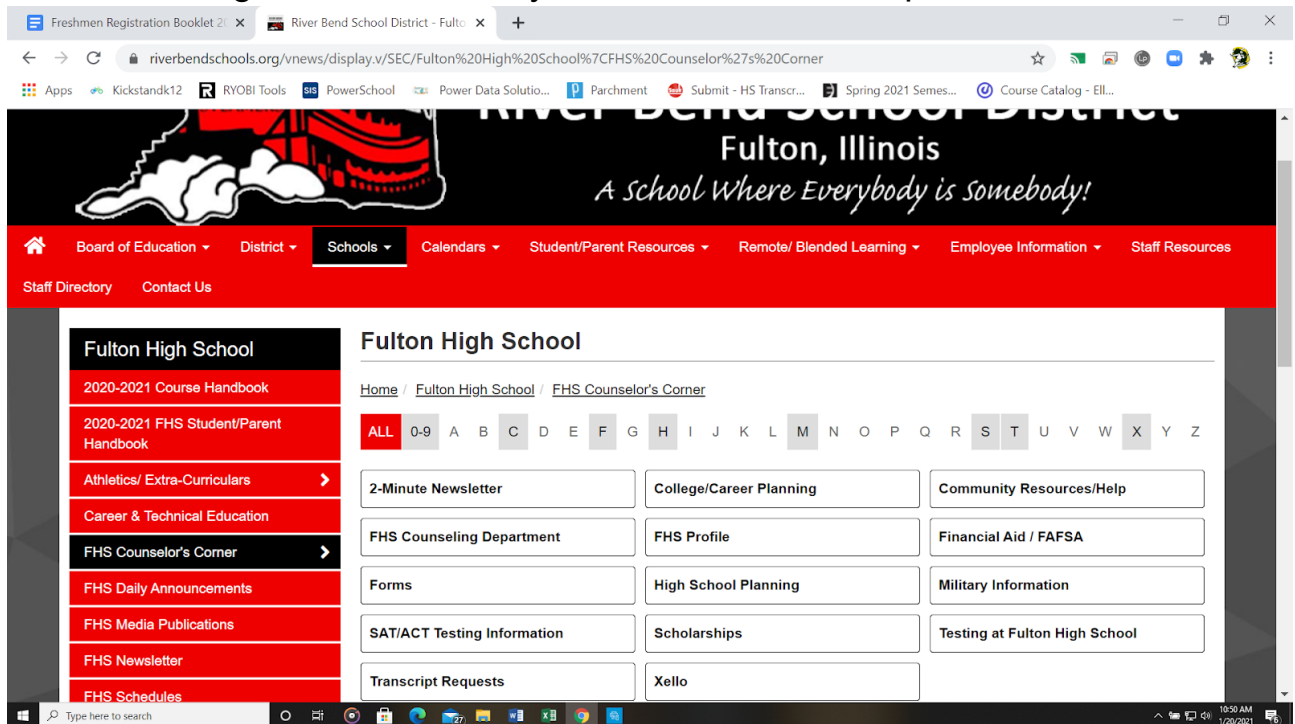 Freshmen Registration Booklet 2
River Bend School District - Fulto
riverbendschools.org/vnews/display.v/SEC/Fulton%20High%20School%7CFHS%20Counselor%27s%20Corner
Apps Kickstandk12 RYOBI Tools SIS PowerSchool Power Data Solutio... Parchment Submit - HS Transcr... Spring 2021 Semes... Course Catalog - Ell...
River Bend School District
Fulton, Illinois
A School Where Everybody is Somebody!
Board of Education District Schools Calendars Student/Parent Resources Remote/ Blended Learning Employee Information Staff Resources
Staff Directory Contact Us
Fulton High School
2020-2021 Course Handbook
2020-2021 FHS Student/Parent
Handbook
Athletics/ Extra-Curriculars
Career & Technical Education
FHS Counselor's Corner
FHS Daily Announcements
FHS Media Publications
FHS Newsletter
FHS Schedules
Fulton High School
Home / Fulton High School / FHS Counselor's Corner
ALL 0-9 A B C D E F G H I J K L M N O P Q R S T U V W X Y Z
2-Minute Newsletter College/Career Planning Community Resources/Help
FHS Counseling Department FHS Profile Financial Aid / FAFSA
Forms High School Planning Military Information
SAT/ACT Testing Information Scholarships Testing at Fulton High School
Transcript Requests Xello
Type here to search
10:50 AM
1/20/2021